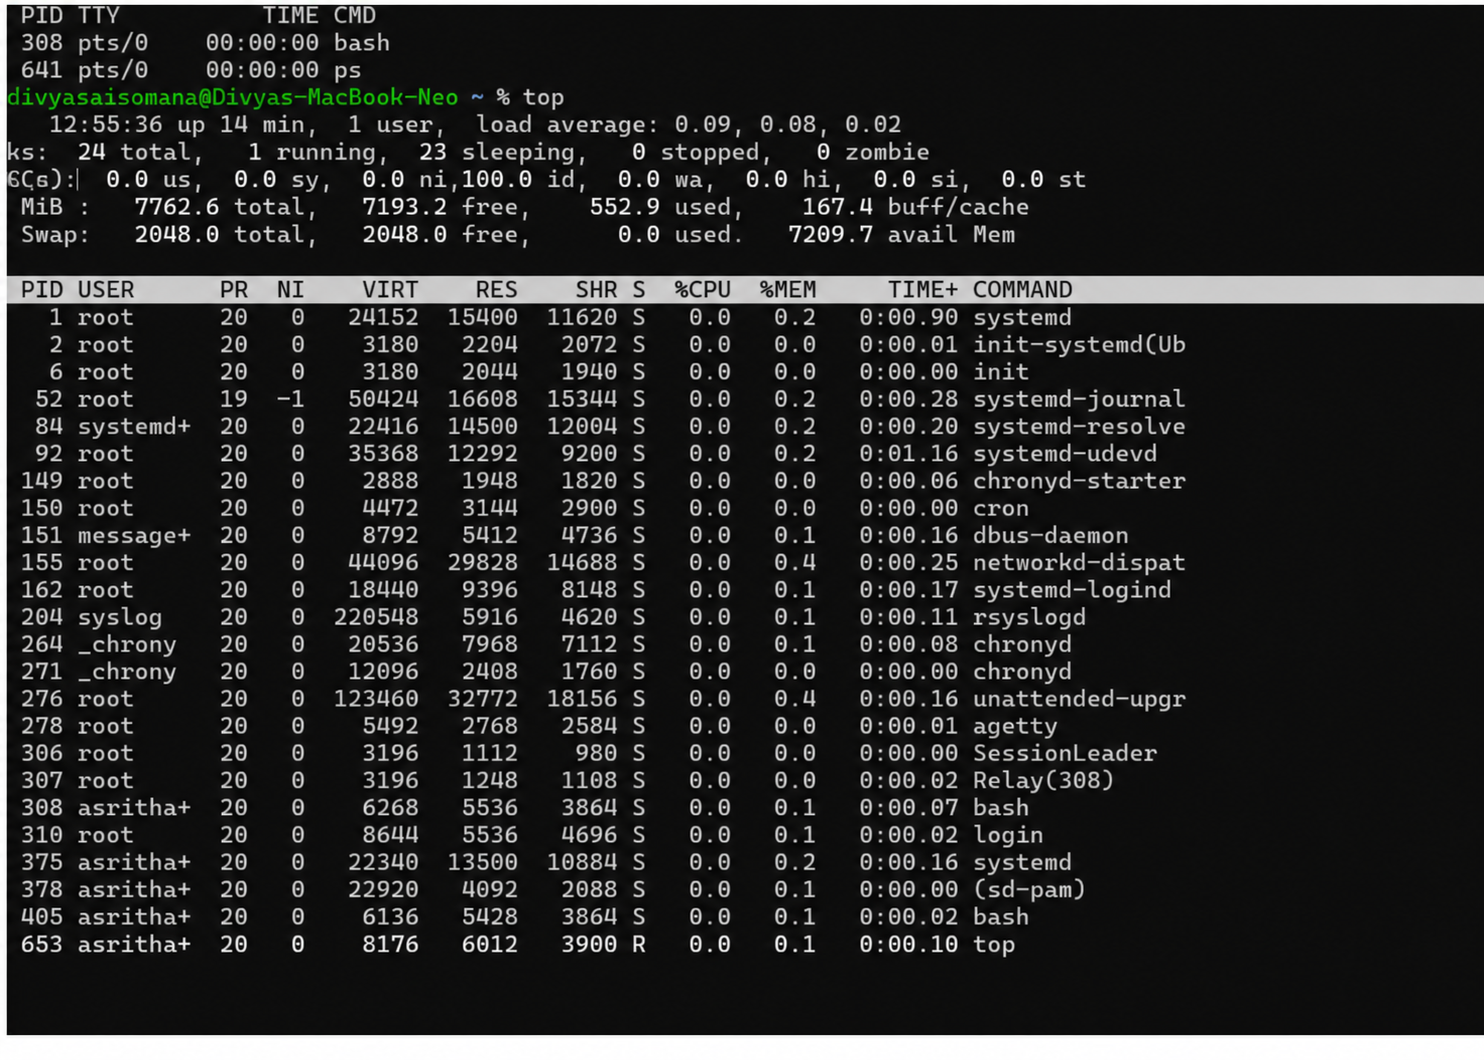 PID TTY          TIME CMD
308 pts/0    00:00:00 bash
641 pts/0    00:00:00 ps
divyasaisomana@Divyas-MacBook-Neo ~ % top
12:55:36 up 14 min,  1 user,  load average: 0.09, 0.08, 0.02
ks:  24 total,   1 running,  23 sleeping,   0 stopped,   0 zombie
0.0 us,  0.0 sy,  0.0 ni,100.0 id,  0.0 wa,  0.0 hi,  0.0 si,  0.0 st
MiB :   7762.6 total,   7193.2 free,     552.9 used,     167.4 buff/cache
Swap:   2048.0 total,   2048.0 free,       0.0 used.   7209.7 avail Mem
PID USER      PR  NI    VIRT    RES    SHR S  %CPU  %MEM     TIME+ COMMAND
1 root      20   0   24152  15400  11620 S   0.0   0.2   0:00.90 systemd
2 root      20   0    3180   2204   2072 S   0.0   0.0   0:00.01 init-systemd(Ub
6 root      20   0    3180   2044   1940 S   0.0   0.0   0:00.00 init
52 root      19  -1   50424  16608  15344 S   0.0   0.2   0:00.28 systemd-journal
84 systemd+  20   0   22416  14500  12004 S   0.0   0.2   0:00.20 systemd-resolve
92 root      20   0   35368  12292   9200 S   0.0   0.2   0:01.16 systemd-udevd
149 root      20   0    2888   1948   1820 S   0.0   0.0   0:00.06 chronyd-starter
150 root      20   0    4472   3144   2900 S   0.0   0.0   0:00.00 cron
151 message+  20   0    8792   5412   4736 S   0.0   0.1   0:00.16 dbus-daemon
155 root      20   0   44096  29828  14688 S   0.0   0.4   0:00.25 networkd-dispat
162 root      20   0   18440   9396   8148 S   0.0   0.1   0:00.17 systemd-logind
204 syslog    20   0  220548   5916   4620 S   0.0   0.1   0:00.11 rsyslogd
264 _chrony   20   0   20536   7968   7112 S   0.0   0.1   0:00.08 chronyd
271 _chrony   20   0   12096   2408   1760 S   0.0   0.0   0:00.00 chronyd
276 root      20   0  123460  32772  18156 S   0.0   0.4   0:00.16 unattended-upgr
278 root      20   0    5492   2768   2584 S   0.0   0.0   0:00.01 agetty
306 root      20   0    3196   1112    980 S   0.0   0.0   0:00.00 SessionLeader
307 root      20   0    3196   1248   1108 S   0.0   0.0   0:00.02 Relay(308)
308 asritha+  20   0    6268   5536   3864 S   0.0   0.1   0:00.07 bash
310 root      20   0    8644   5536   4696 S   0.0   0.1   0:00.02 login
375 asritha+  20   0   22340  13500  10884 S   0.0   0.2   0:00.16 systemd
378 asritha+  20   0   22920   4092   2088 S   0.0   0.1   0:00.00 (sd-pam)
405 asritha+  20   0    6136   5428   3864 S   0.0   0.1   0:00.02 bash
653 asritha+  20   0    8176   6012   3900 R   0.0   0.1   0:00.10 top